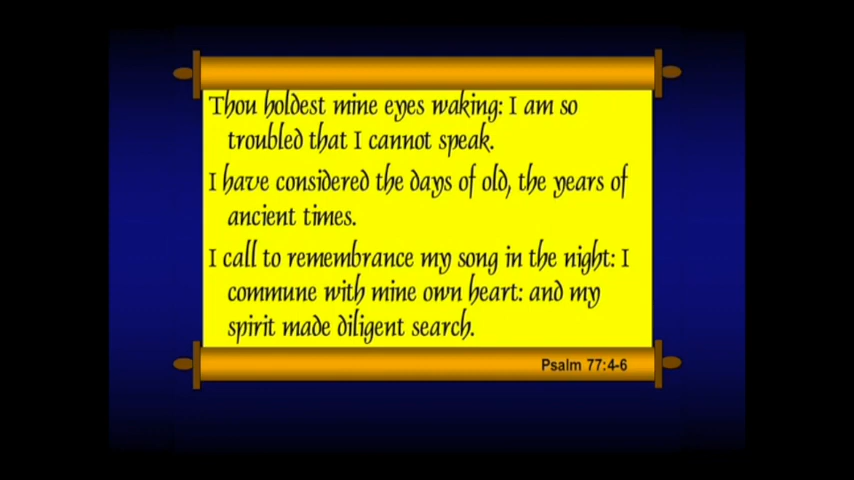 Thou holdest mine eyes waking: I am so
troubled that I cannot speak.
I have considered the days of old, the years of
ancient times.
I call to remembrance my song in the night: I
commune with mine own heart: and my
spirit made diligent search.
Psalm 77:4-6